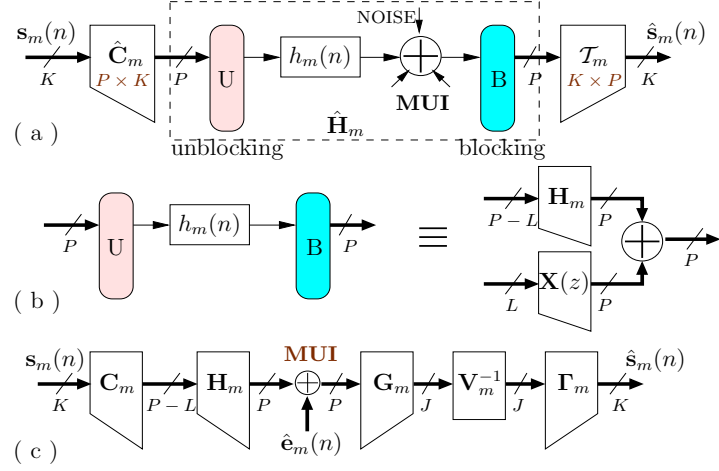 NOISE
s_m(n) Ĉ_m h_m(n) 𝒯_m ŝ_m(n)
K P × K P U MUI B P K × P K
Ĥ_m
( a ) unblocking blocking
H_m
P – L P
h_m(n)
P U B P ≡ P
X(z)
( b ) L P
s_m(n) MUI ŝ_m(n)
C_m H_m G_m V_m^{-1} Γ_m
K P – L P P J J K
( c ) ê_m(n)